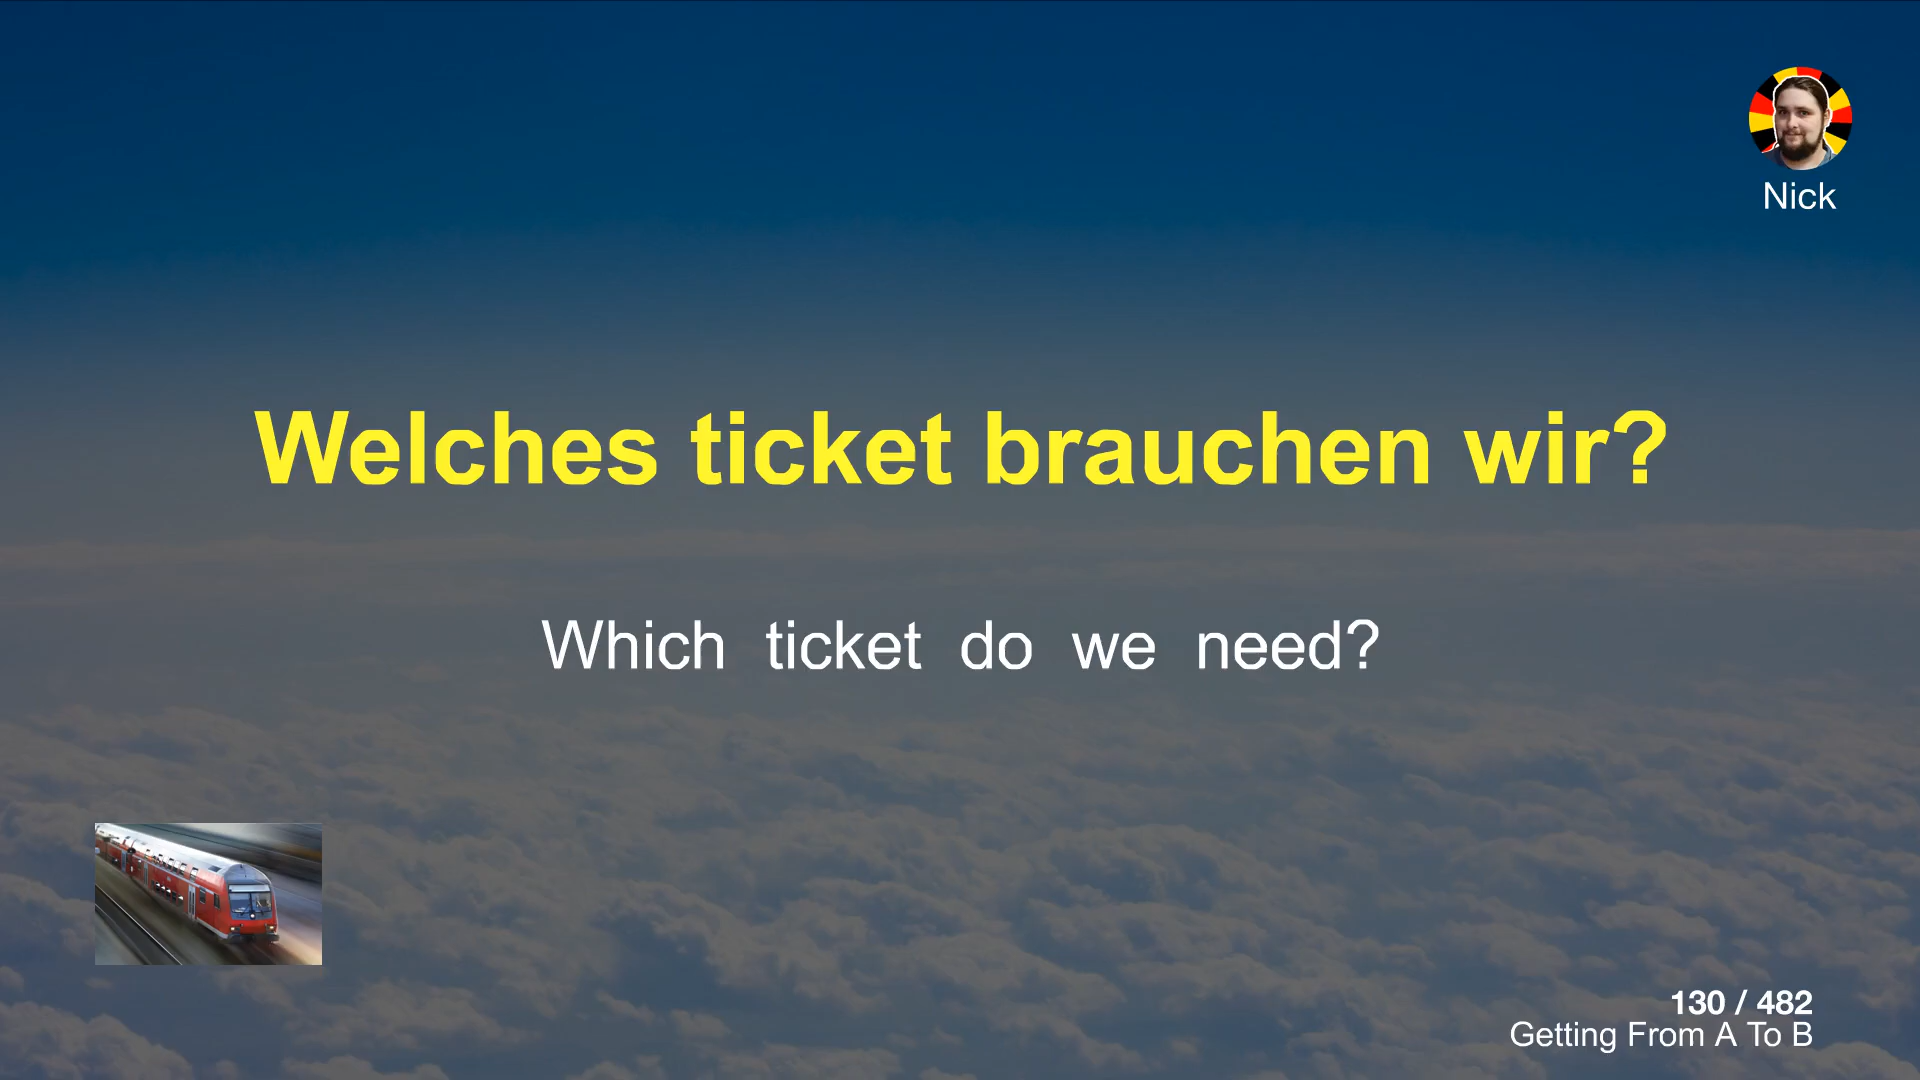 Nick
Welches ticket brauchen wir?
Which ticket do we need?
130 / 482
Getting From A To B